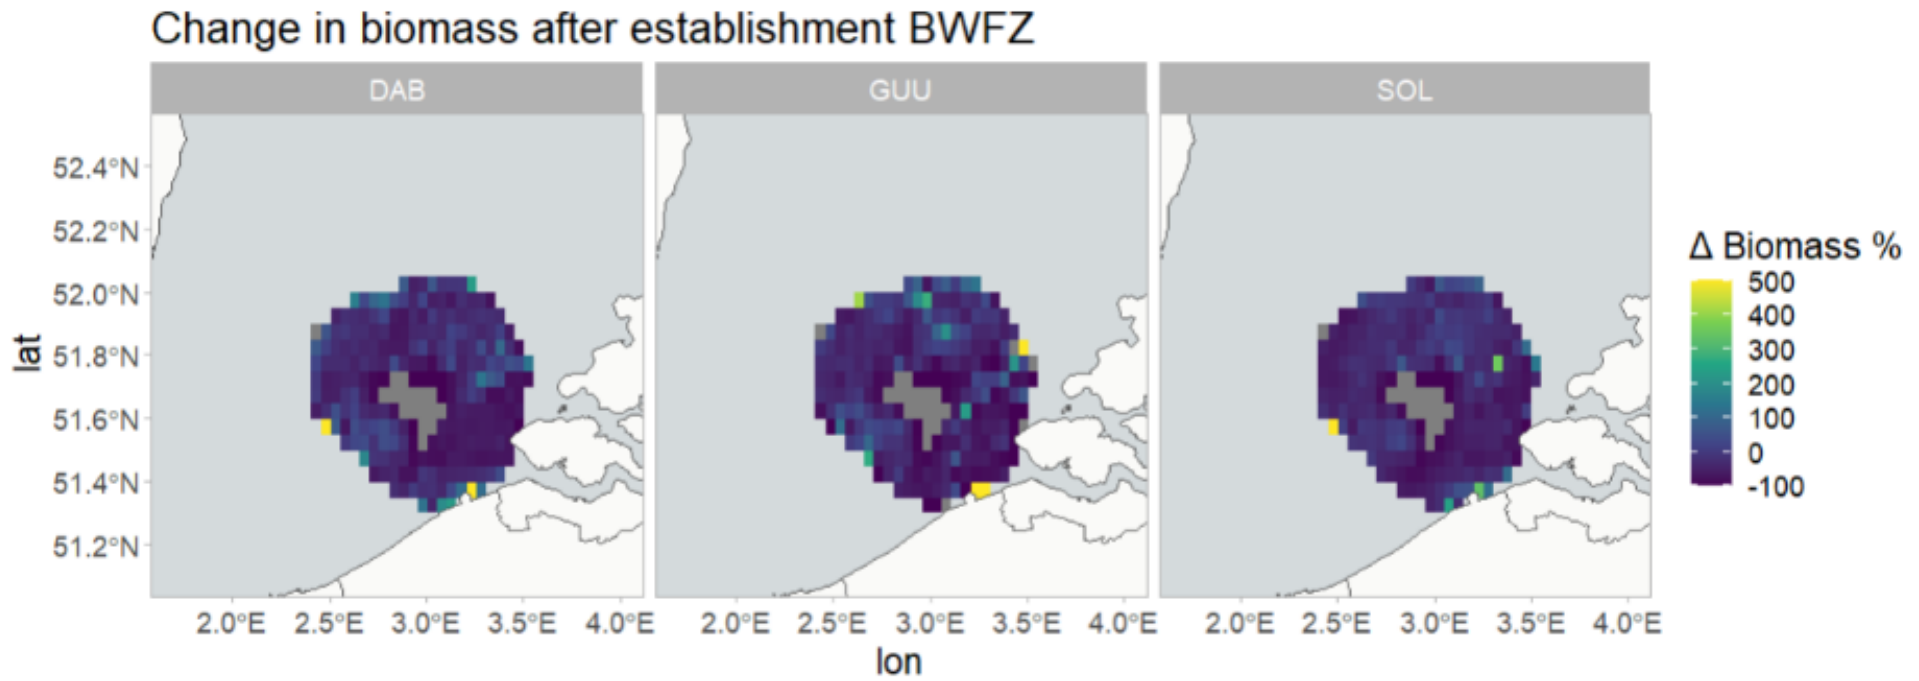 Change in biomass after establishment BWFZ
DAB GUU SOL
52.4°N
52.2°N
52.0°N
51.8°N
51.6°N
51.4°N
51.2°N
lat
2.0°E 2.5°E 3.0°E 3.5°E 4.0°E 2.0°E 2.5°E 3.0°E 3.5°E 4.0°E 2.0°E 2.5°E 3.0°E 3.5°E 4.0°E
lon
Δ Biomass %
500
400
300
200
100
0
-100